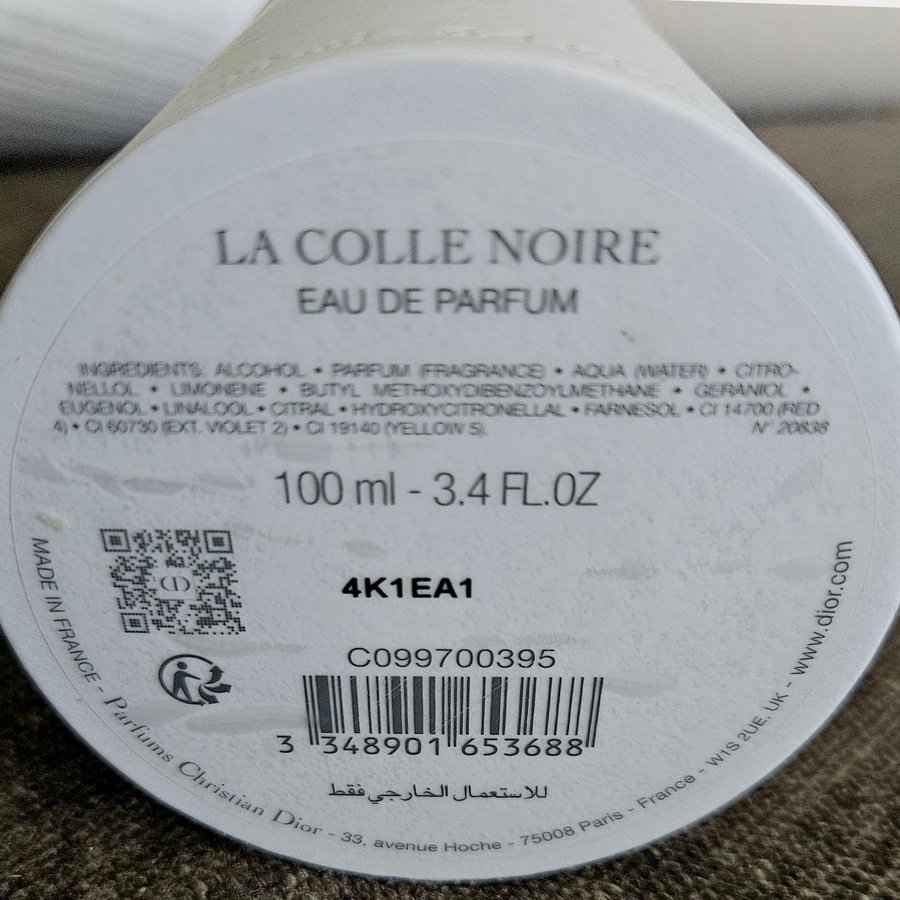 LA COLLE NOIRE
EAU DE PARFUM
INGREDIENTS: ALCOHOL • PARFUM (FRAGRANCE) • AQUA (WATER) • CITRO-
NELLOL • LIMONENE • BUTYL METHOXYDIBENZOYLMETHANE • GERANIOL •
EUGENOL • LINALOOL • CITRAL • HYDROXYCITRONELLAL • FARNESOL • CI 14700 (RED
4) • CI 60730 (EXT. VIOLET 2) • CI 19140 (YELLOW 5). N° 20838
100 ml - 3.4 FL.OZ
4K1EA1
C099700395
3 348901 653688
للاستعمال الخارجي فقط
MADE IN FRANCE - Parfums Christian Dior - 33, avenue Hoche - 75008 Paris - France - W1S 2UE, UK - www.dior.com